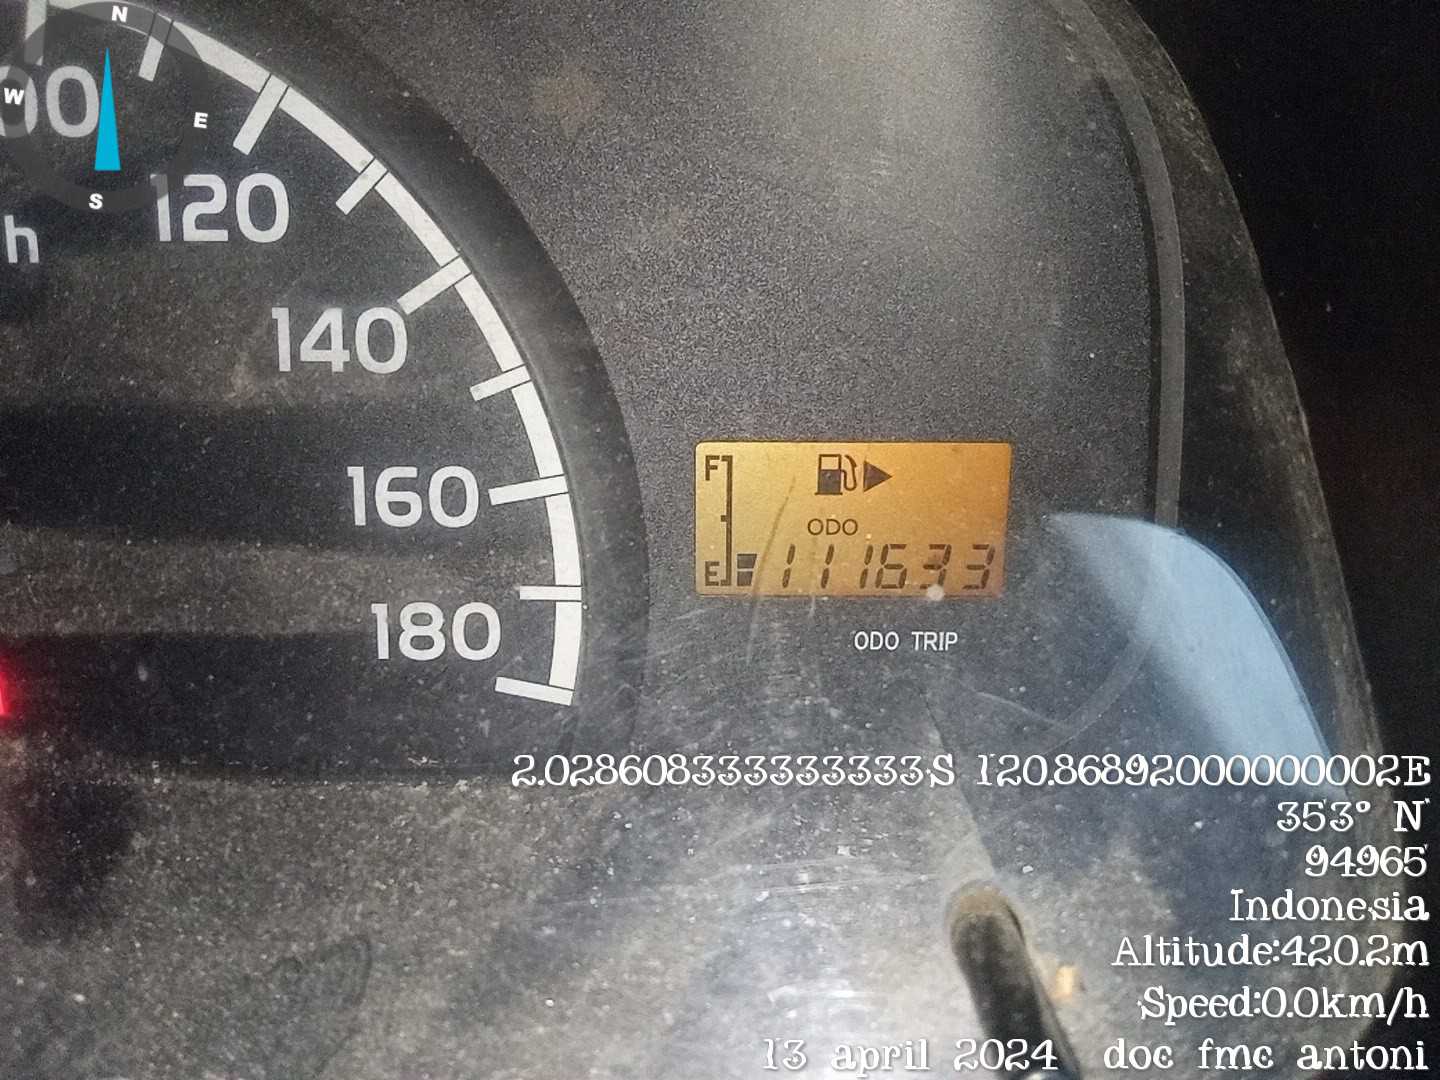 N
W
E
S
120
h
140
160
180
F
ODO
E 111633
ODO TRIP
2.028608333333333S 120.86892000000002E
353° N
94965
Indonesia
Altitude:420.2m
Speed:0.0km/h
13 april 2024 doc fmc antoni